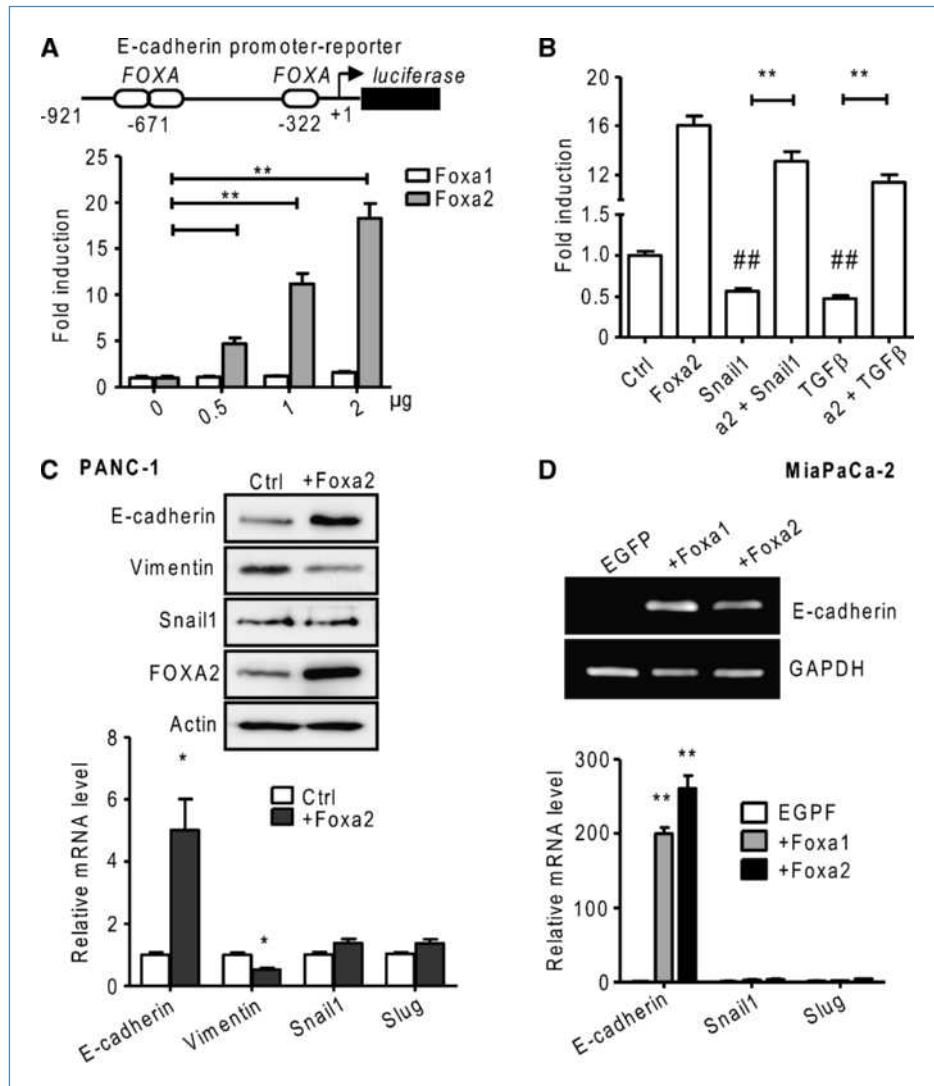 A
E-cadherin promoter-reporter
FOXA FOXA luciferase
-921 -671 -322 +1
Fold induction
25
20
15
10
5
0
**
**
Foxa1
Foxa2
0 0.5 1 2 µg
B
Fold induction
20
16
12
1.0
0.5
0
** **
## ##
Ctrl
Foxa2
Snail1
a2 + Snail1
TGFβ
a2 + TGFβ
C PANC-1
Ctrl +Foxa2
E-cadherin
Vimentin
Snail1
FOXA2
Actin
Relative mRNA level
8
6
4
2
0
*
*
Ctrl
+Foxa2
E-cadherin
Vimentin
Snail1
Slug
D MiaPaCa-2
EGFP +Foxa1 +Foxa2
E-cadherin
GAPDH
Relative mRNA level
300
200
100
0
**
**
EGPF
+Foxa1
+Foxa2
E-cadherin
Snail1
Slug